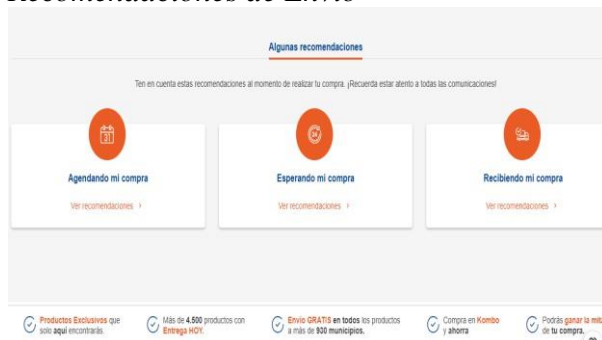 Recomendaciones de Envío
Algunas recomendaciones
Ten en cuenta estas recomendaciones al momento de realizar tu compra. ¡Recuerda estar atento a todas las comunicaciones!
31
24
Agendando mi compra
Esperando mi compra
Recibiendo mi compra
Ver recomendaciones ›
Ver recomendaciones ›
Ver recomendaciones ›
Productos Exclusivos que
solo aquí encontrarás.
Más de 4.500 productos con
Entrega HOY.
Envío GRATIS en todos los productos
a más de 930 municipios.
Compra en Kombo
y ahorra
Podrás ganar la mita
de tu compra.